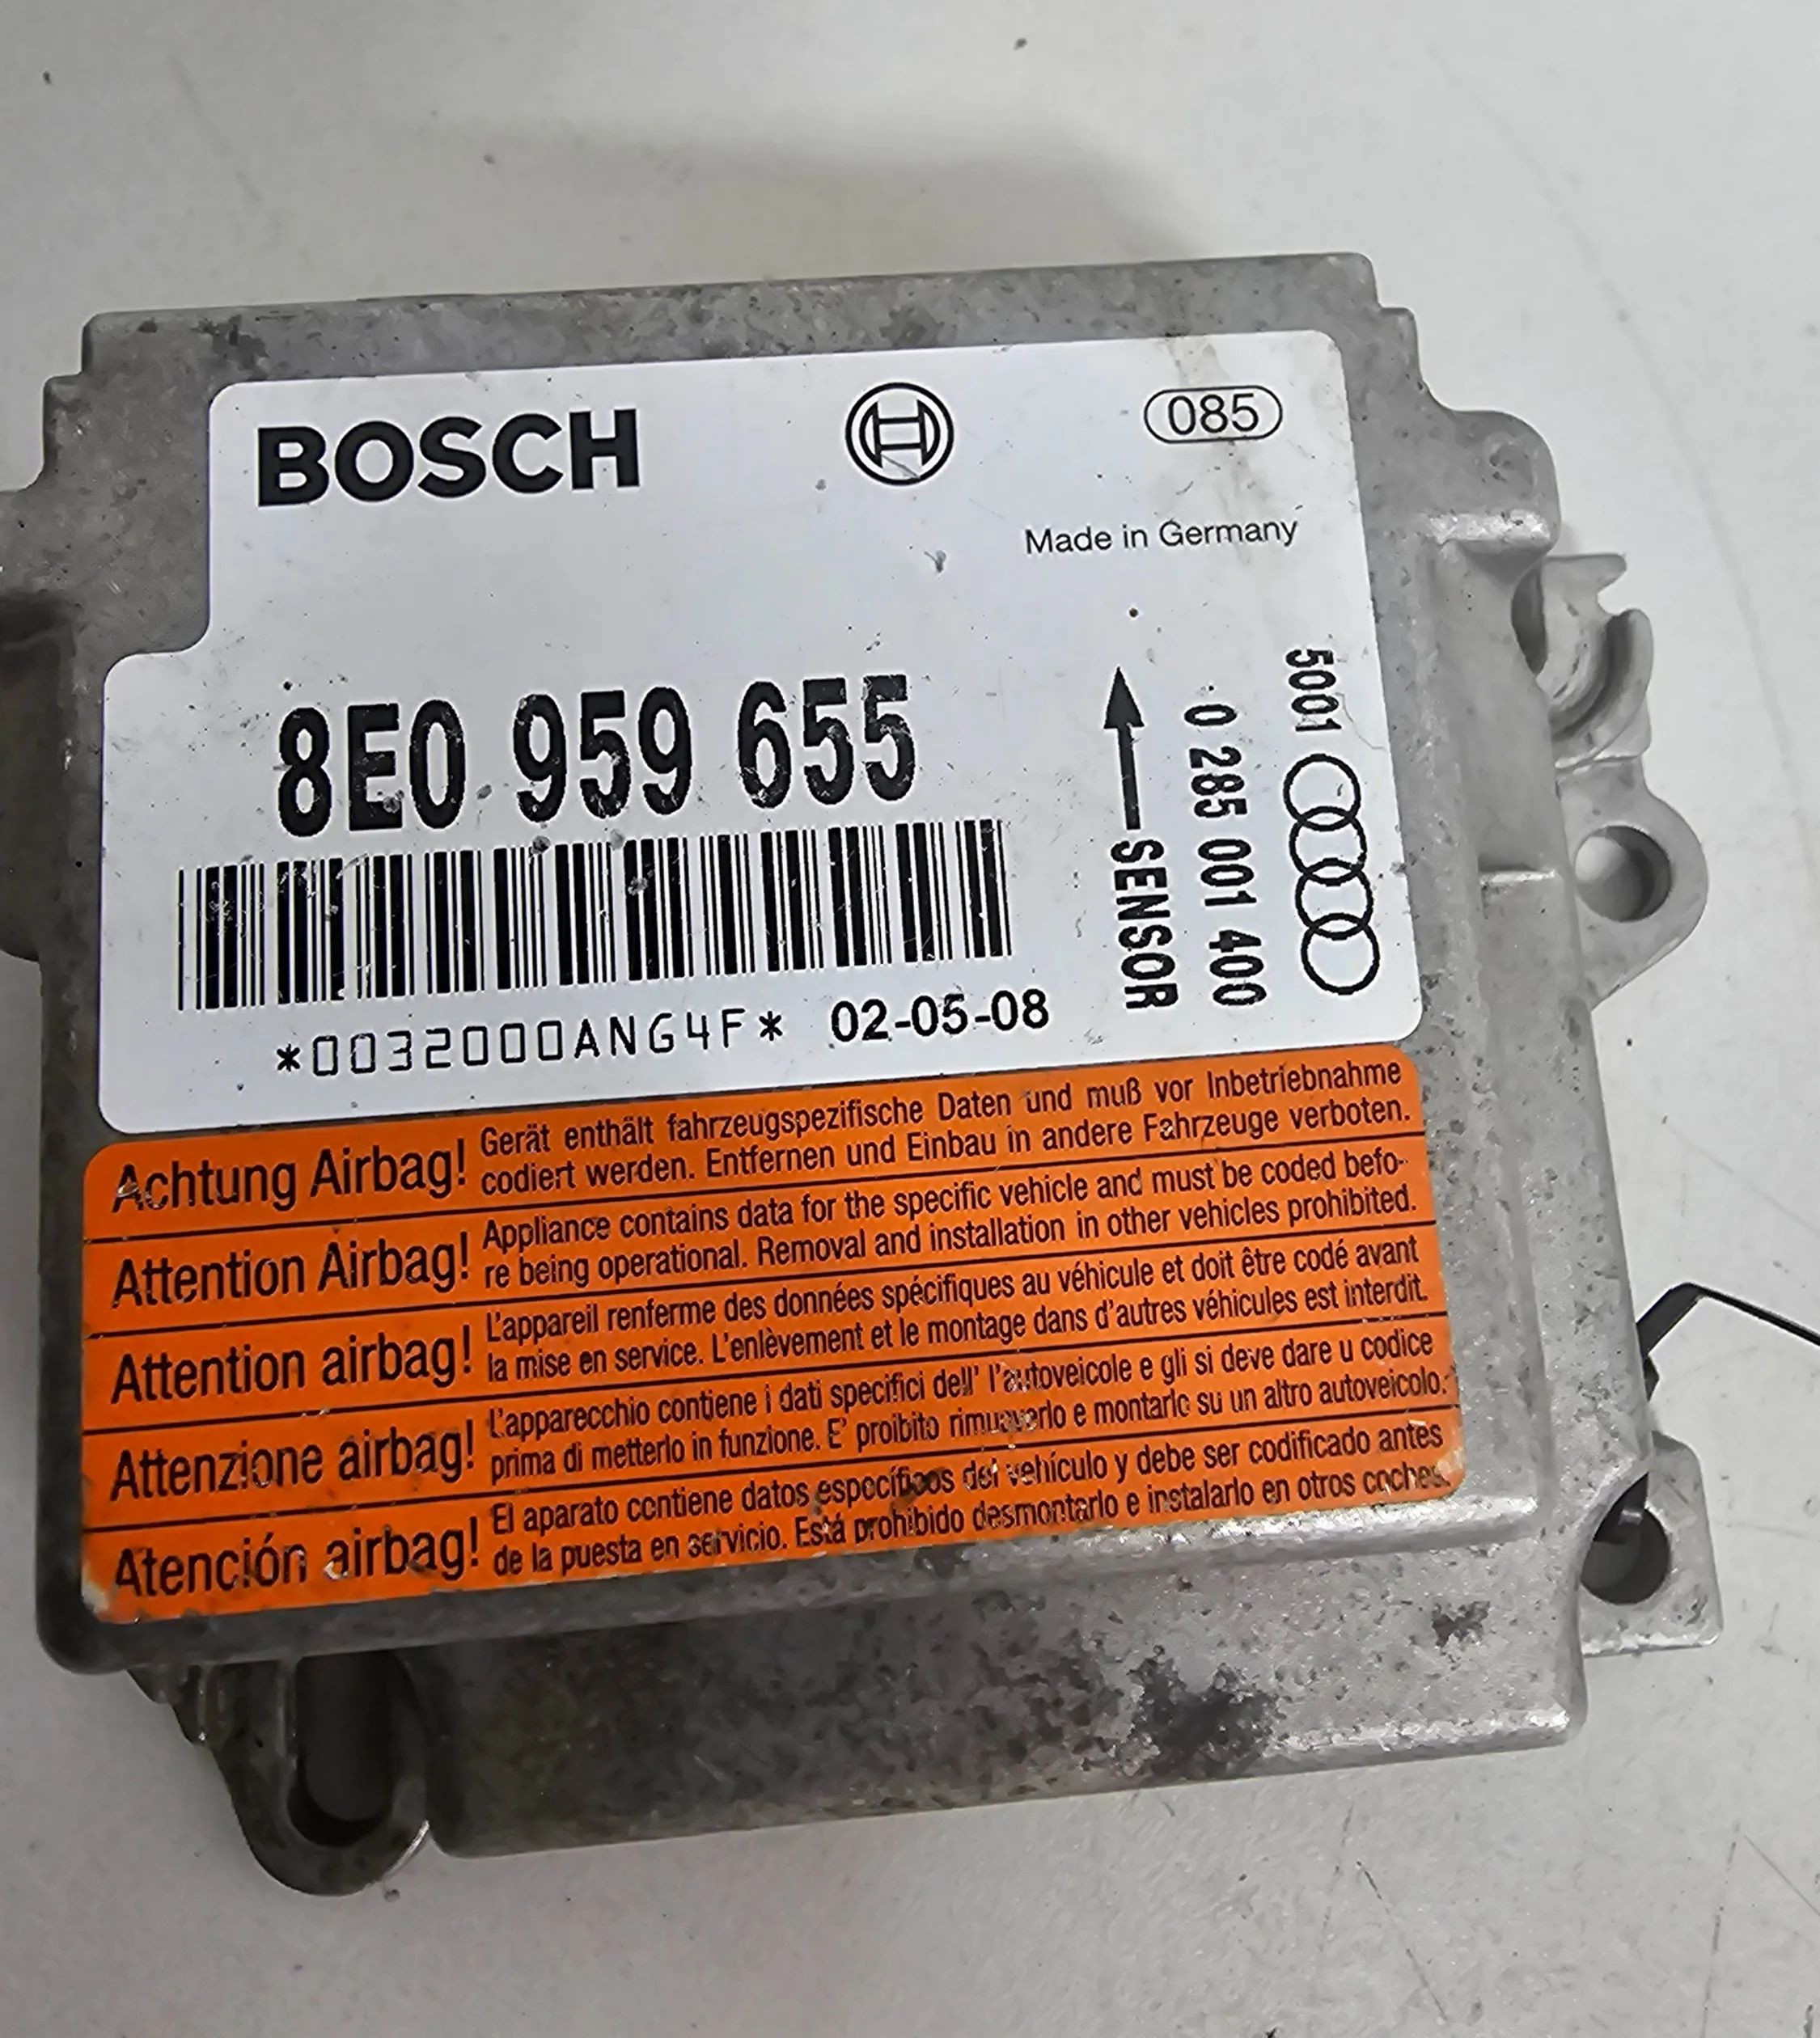 BOSCH
085
Made in Germany
8E0 959 655
*0032000ANG4F* 02-05-08
SENSOR
0 285 001 400
5001
Achtung Airbag! Gerät enthält fahrzeugspezifische Daten und muß vor Inbetriebnahme
codiert werden. Entfernen und Einbau in andere Fahrzeuge verboten.
Attention Airbag! Appliance contains data for the specific vehicle and must be coded befo-
re being operational. Removal and installation in other vehicles prohibited.
Attention airbag! L'appareil renferme des données spécifiques au véhicule et doit être codé avant
la mise en service. L'enlèvement et le montage dans d'autres véhicules est interdit.
Attenzione airbag! L'apparecchio contiene i dati specifici dell' l'autoveicole e gli si deve dare u codice
prima di metterlo in funzione. E' proibito rimuoverlo e montarlo su un altro autoveicolo.
Atención airbag! El aparato contiene datos específicos del vehículo y debe ser codificado antes
de la puesta en servicio. Está prohibido desmontarlo e instalarlo en otros coches